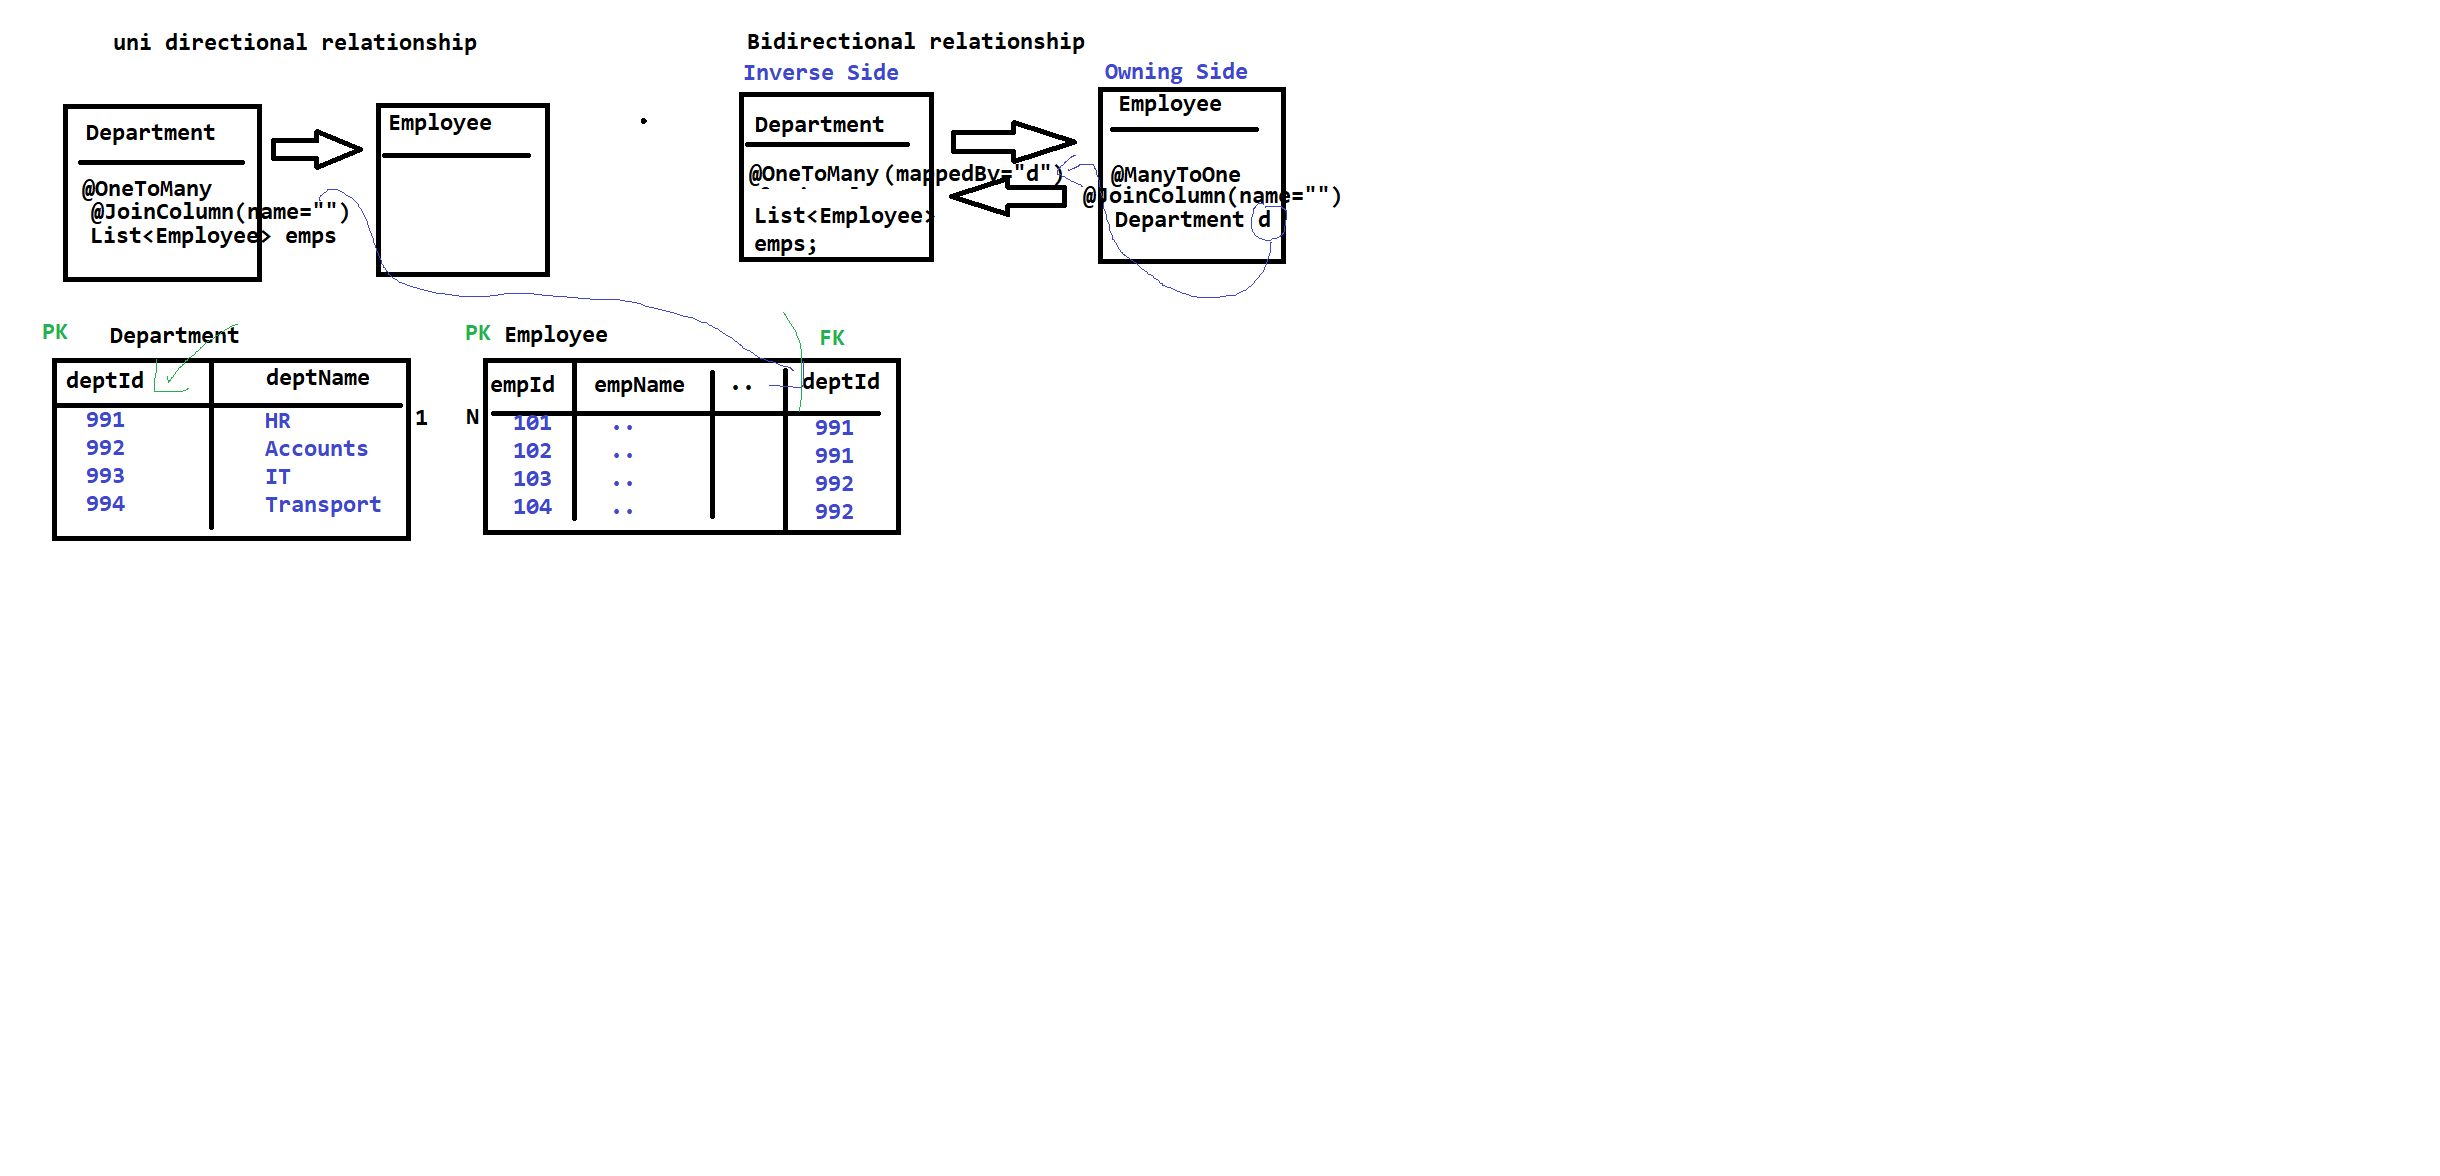 uni directional relationship
Department
@OneToMany
@JoinColumn(name="")
List<Employee> emps
Employee
Bidirectional relationship
Inverse Side
Department
@OneToMany(mappedBy="d")
List<Employee>
emps;
Owning Side
Employee
@ManyToOne
@JoinColumn(name="")
Department d
PK Department
deptId deptName
991 HR
992 Accounts
993 IT
994 Transport
1 N
PK Employee FK
empId empName .. deptId
101 .. 991
102 .. 991
103 .. 992
104 .. 992